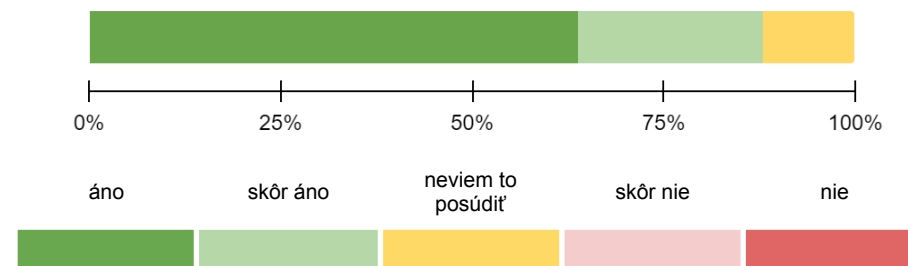 0% 25% 50% 75% 100%
áno skôr áno neviem to posúdiť skôr nie nie